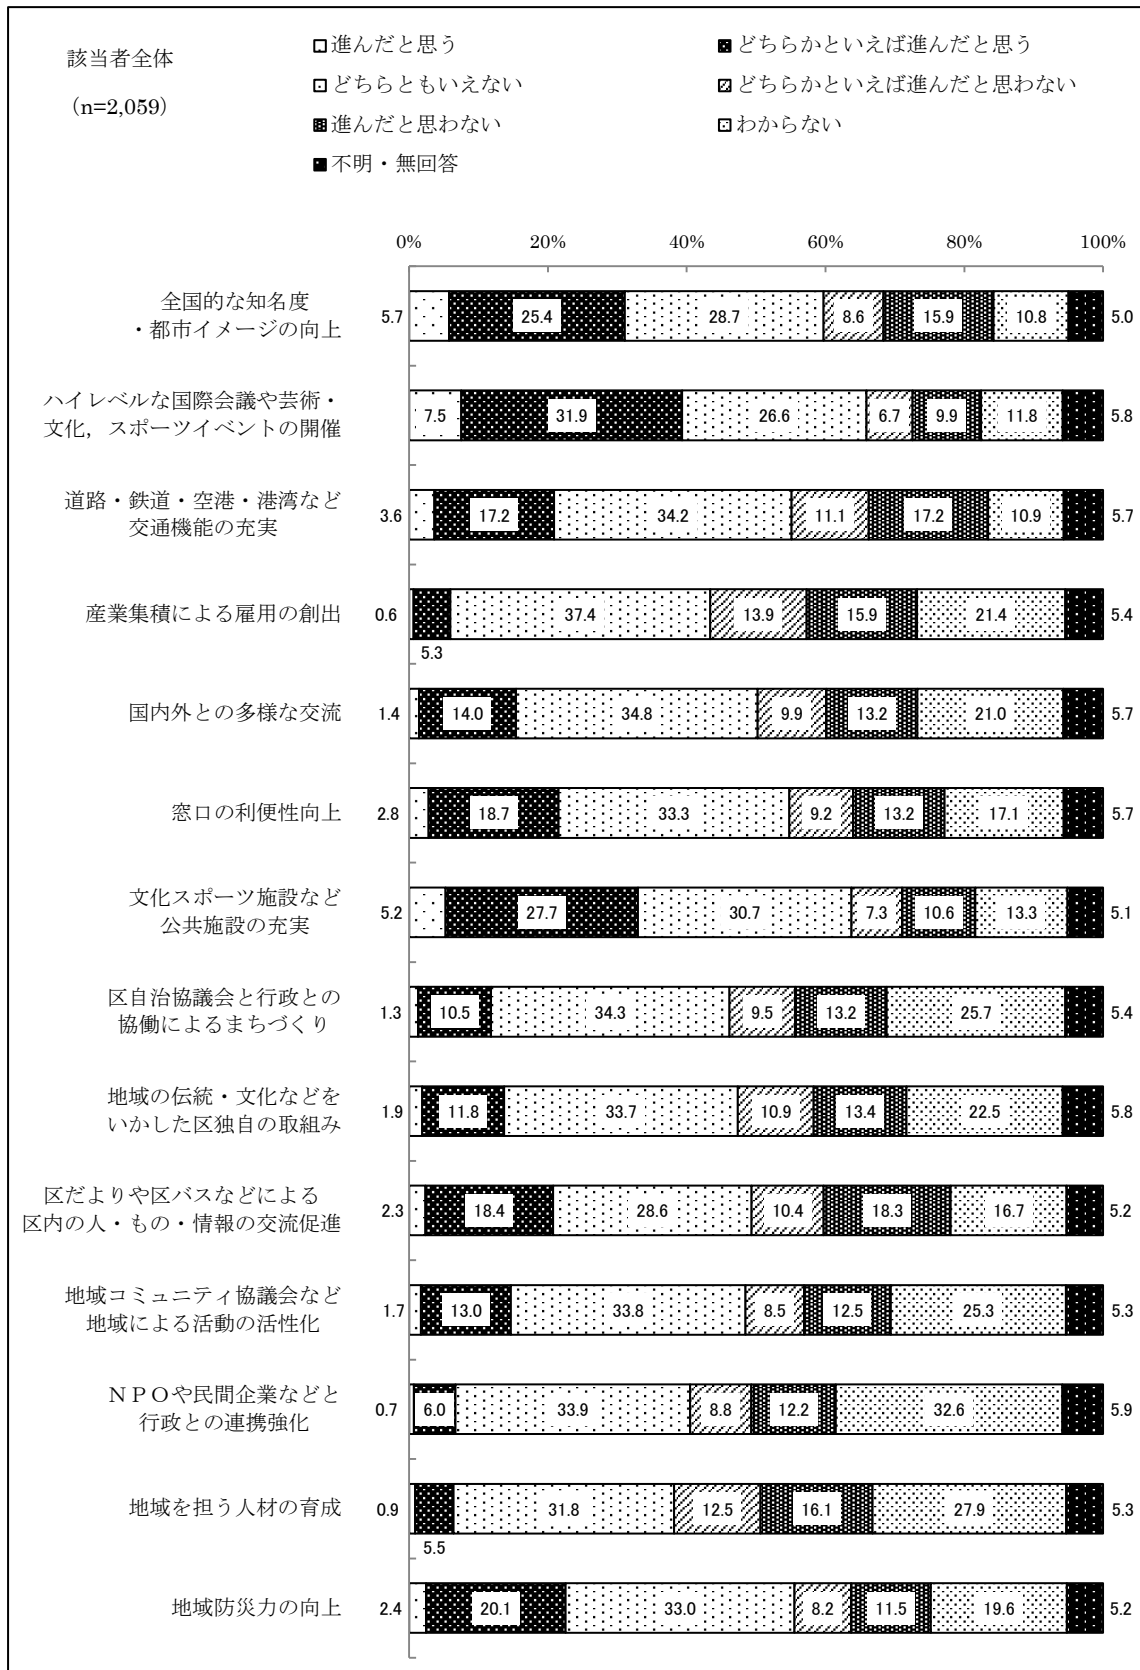 該当者全体
(n=2,059)
進んだと思う
どちらかといえば進んだと思う
どちらともいえない
どちらかといえば進んだと思わない
進んだと思わない
わからない
不明・無回答
0% 20% 40% 60% 80% 100%
全国的な知名度
・都市イメージの向上
5.7 25.4 28.7 8.6 15.9 10.8 5.0
ハイレベルな国際会議や芸術・
文化，スポーツイベントの開催
7.5 31.9 26.6 6.7 9.9 11.8 5.8
道路・鉄道・空港・港湾など
交通機能の充実
3.6 17.2 34.2 11.1 17.2 10.9 5.7
産業集積による雇用の創出
0.6 37.4 13.9 15.9 21.4 5.4
5.3
国内外との多様な交流
1.4 14.0 34.8 9.9 13.2 21.0 5.7
窓口の利便性向上
2.8 18.7 33.3 9.2 13.2 17.1 5.7
文化スポーツ施設など
公共施設の充実
5.2 27.7 30.7 7.3 10.6 13.3 5.1
区自治協議会と行政との
協働によるまちづくり
1.3 10.5 34.3 9.5 13.2 25.7 5.4
地域の伝統・文化などを
いかした区独自の取組み
1.9 11.8 33.7 10.9 13.4 22.5 5.8
区だよりや区バスなどによる
区内の人・もの・情報の交流促進
2.3 18.4 28.6 10.4 18.3 16.7 5.2
地域コミュニティ協議会など
地域による活動の活性化
1.7 13.0 33.8 8.5 12.5 25.3 5.3
ＮＰＯや民間企業などと
行政との連携強化
0.7 6.0 33.9 8.8 12.2 32.6 5.9
地域を担う人材の育成
0.9 31.8 12.5 16.1 27.9 5.3
5.5
地域防災力の向上
2.4 20.1 33.0 8.2 11.5 19.6 5.2